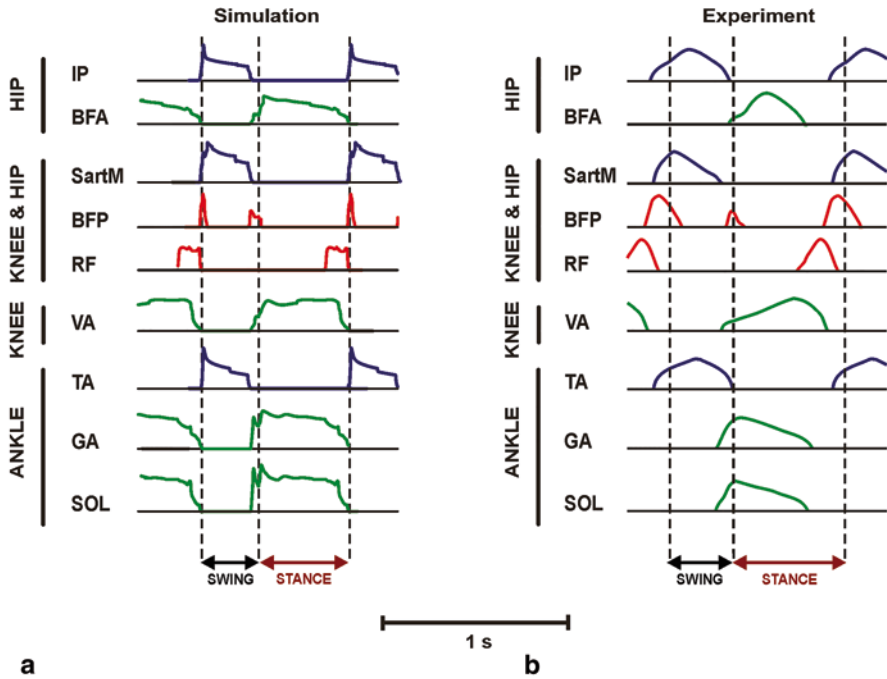 Simulation
HIP
IP
BFA
KNEE & HIP
SartM
BFP
RF
KNEE
VA
ANKLE
TA
GA
SOL
SWING
STANCE
Experiment
HIP
IP
BFA
KNEE & HIP
SartM
BFP
RF
KNEE
VA
ANKLE
TA
GA
SOL
SWING
STANCE
1 s
a
b